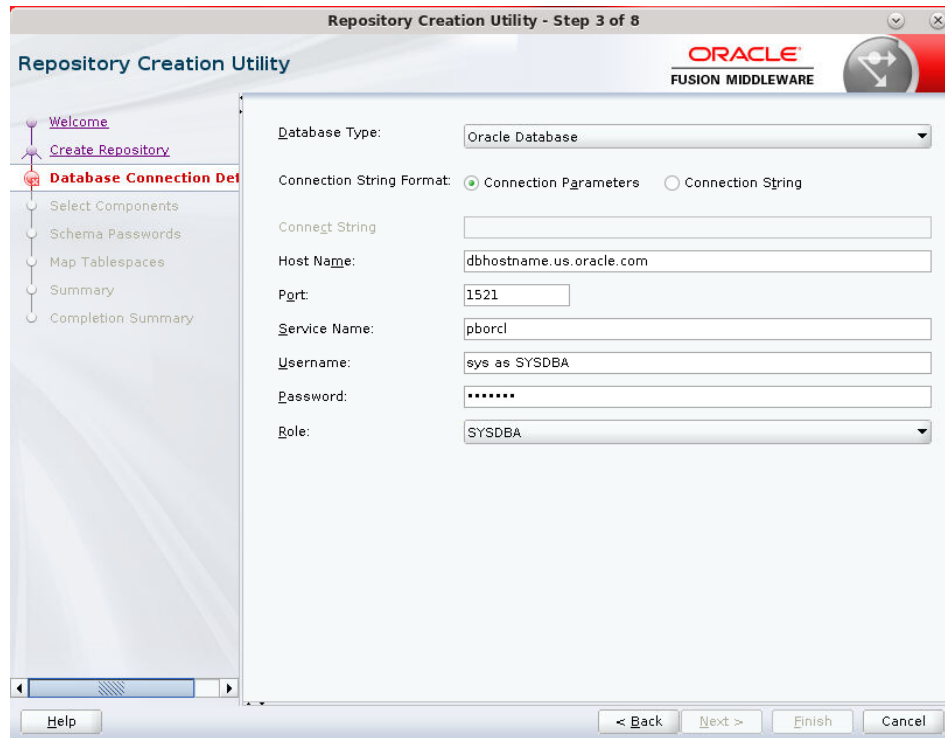 Repository Creation Utility - Step 3 of 8
Repository Creation Utility
ORACLE
FUSION MIDDLEWARE
Welcome
Create Repository
Database Connection Det
Select Components
Schema Passwords
Map Tablespaces
Summary
Completion Summary
Database Type: Oracle Database
Connection String Format: Connection Parameters Connection String
Connect String
Host Name: dbhostname.us.oracle.com
Port: 1521
Service Name: pborcl
Username: sys as SYSDBA
Password: •••••••
Role: SYSDBA
Help < Back Next > Finish Cancel